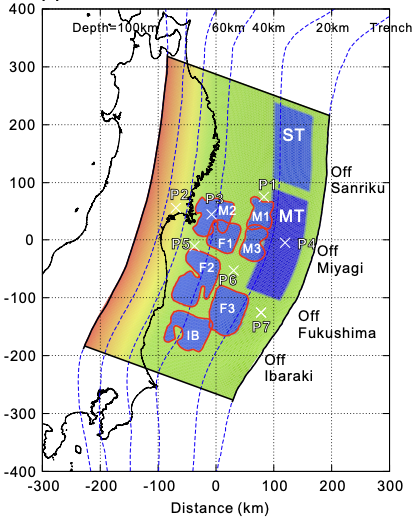 400
300
200
100
0
-100
-200
-300
-400
-300 -200 -100 0 100 200 300
Distance (km)
Depth=100km 60km 40km 20km Trench
ST
Off
Sanriku
P1
P2
P3
M2
M1
MT
P5
F1
M3
P4
Off
Miyagi
F2
P6
F3
P7
Off
Fukushima
IB
Off
Ibaraki